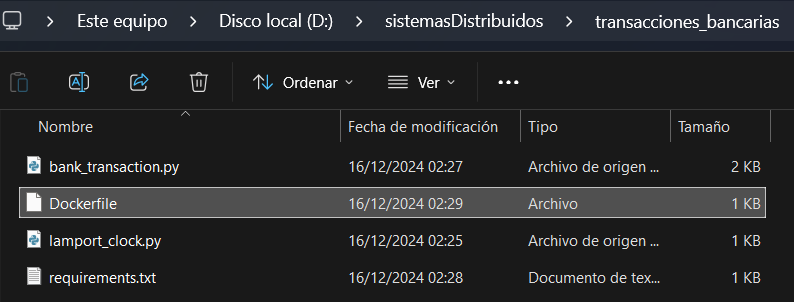 Este equipo > Disco local (D:) > sistemasDistribuidos > transacciones_bancarias
Ordenar Ver
Nombre Fecha de modificación Tipo Tamaño
bank_transaction.py 16/12/2024 02:27 Archivo de origen ... 2 KB
Dockerfile 16/12/2024 02:29 Archivo 1 KB
lamport_clock.py 16/12/2024 02:25 Archivo de origen ... 1 KB
requirements.txt 16/12/2024 02:28 Documento de tex... 1 KB